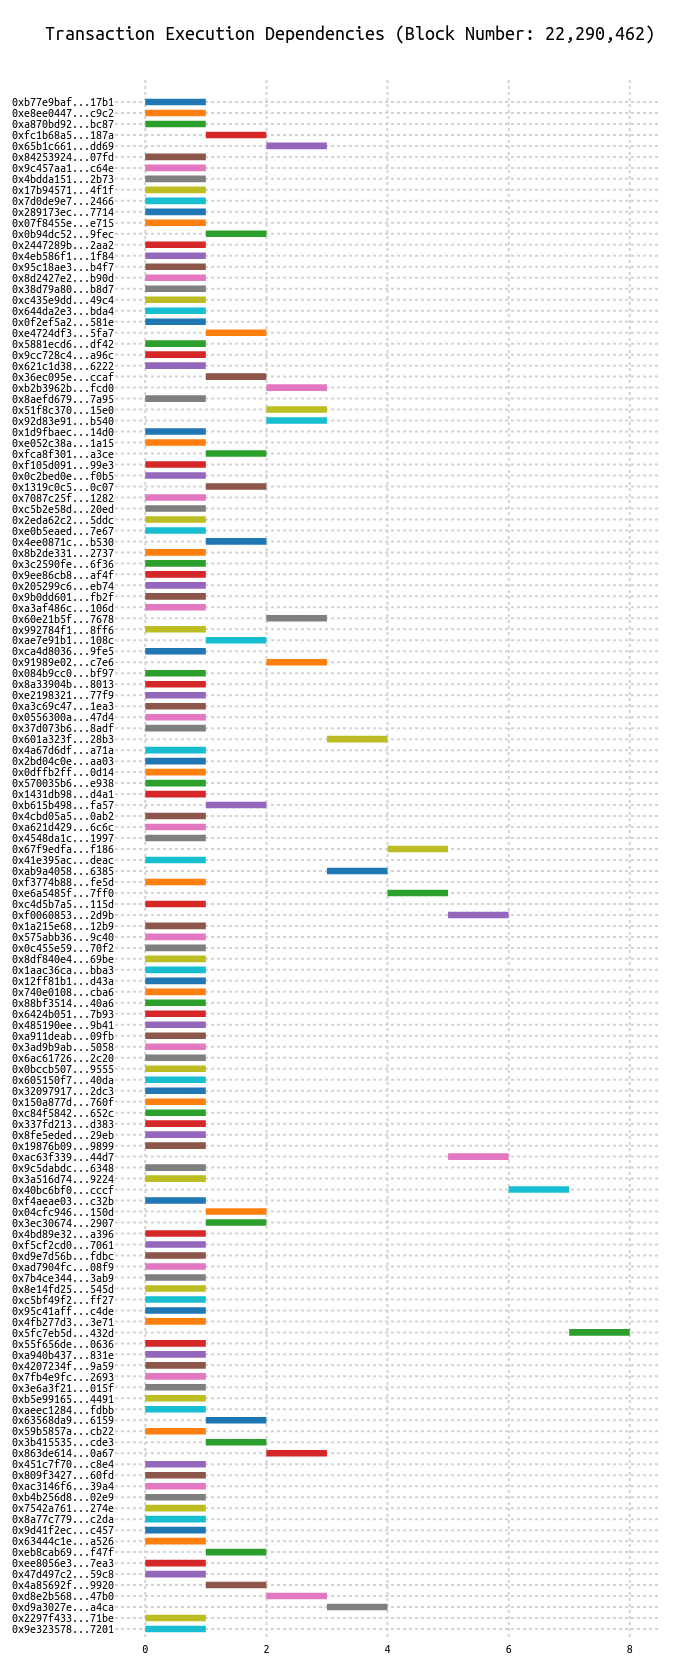 Transaction Execution Dependencies (Block Number: 22,290,462)
0xb77e9baf...17b1
0xe8ee0447...c9c2
0xa870bd92...bc87
0xfc1b68a5...187a
0x65b1c661...dd69
0x84253924...07fd
0x9c457aa1...c64e
0x4bdda151...2b73
0x17b94571...4f1f
0x7d0de9e7...2466
0x289173ec...7714
0x07f8455e...e715
0x0b94dc52...9fec
0x2447289b...2aa2
0x4eb586f1...1f84
0x95c18ae3...b4f7
0x8d2427e2...b90d
0x38d79a80...b8d7
0xc435e9dd...49c4
0x644da2e3...bda4
0x0f2ef5a2...581e
0xe4724df3...5fa7
0x5881ecd6...df42
0x9cc728c4...a96c
0x621c1d38...6222
0x36ec095e...ccaf
0xb2b3962b...fcd0
0x8aefd679...7a95
0x51f8c370...15e0
0x92d83e91...b540
0x1d9fbaec...14d0
0xe052c38a...1a15
0xfca8f301...a3ce
0xf105d091...99e3
0x0c2bed0e...f0b5
0x1319c0c5...0c07
0x7087c25f...1282
0xc5b2e58d...20ed
0x2eda62c2...5ddc
0xe0b5eaed...7e67
0x4ee0871c...b530
0x8b2de331...2737
0x3c2590fe...6f36
0x9ee86cb8...af4f
0x205299c6...eb74
0x9b0dd601...fb2f
0xa3af486c...106d
0x60e21b5f...7678
0x992784f1...8ff6
0xae7e91b1...108c
0xca4d8036...9fe5
0x91989e02...c7e6
0x084b9cc0...bf97
0x8a33904b...8013
0xe2198321...77f9
0xa3c69c47...1ea3
0x0556300a...47d4
0x37d073b6...8adf
0x601a323f...28b3
0x4a67d6df...a71a
0x2bd04c0e...aa03
0x0dffb2ff...0d14
0x570035b6...e938
0x1431db98...d4a1
0xb615b498...fa57
0x4cbd05a5...0ab2
0xa621d429...6c6c
0x4548da1c...1997
0x67f9edfa...f186
0x41e395ac...deac
0xab9a4058...6385
0xf3774b88...fe5d
0xe6a5485f...7ff0
0xc4d5b7a5...115d
0xf0060853...2d9b
0x1a215e68...12b9
0x575abb36...9c40
0x0c455e59...70f2
0x8df840e4...69be
0x1aac36ca...bba3
0x12ff81b1...d43a
0x740e0108...cba6
0x88bf3514...40a6
0x6424b051...7b93
0x485190ee...9b41
0xa911deab...09fb
0x3ad9b9ab...5058
0x6ac61726...2c20
0x0bccb507...9555
0x605150f7...40da
0x32097917...2dc3
0x150a877d...760f
0xc84f5842...652c
0x337fd213...d383
0x8fe5eded...29eb
0x19876b09...9899
0xac63f339...44d7
0x9c5dabdc...6348
0x3a516d74...9224
0x40bc6bf0...cccf
0xf4aeae03...c32b
0x04cfc946...150d
0x3ec30674...2907
0x4bd89e32...a396
0xf5cf2cd0...7061
0xd9e7d56b...fdbc
0xad7904fc...08f9
0x7b4ce344...3ab9
0x8e14fd25...545d
0xc5bf49f2...ff27
0x95c41aff...c4de
0x4fb277d3...3e71
0x5fc7eb5d...432d
0x55f656de...0636
0xa940b437...831e
0x4207234f...9a59
0x7fb4e9fc...2693
0x3e6a3f21...015f
0xb5e99165...4491
0xaeec1284...fdbb
0x63568da9...6159
0x59b5857a...cb22
0x3b415535...cde3
0x863de614...0a67
0x451c7f70...c8e4
0x809f3427...60fd
0xac3146f6...39a4
0xb4b256d8...02e9
0x7542a761...274e
0x8a77c779...c2da
0x9d41f2ec...c457
0x63444c1e...a526
0xeb8cab69...f47f
0xee8056e3...7ea3
0x47d497c2...59c8
0x4a85692f...9920
0xd8e2b568...47b0
0xd9a3027e...a4ca
0x2297f433...71be
0x9e323578...7201
0 2 4 6 8